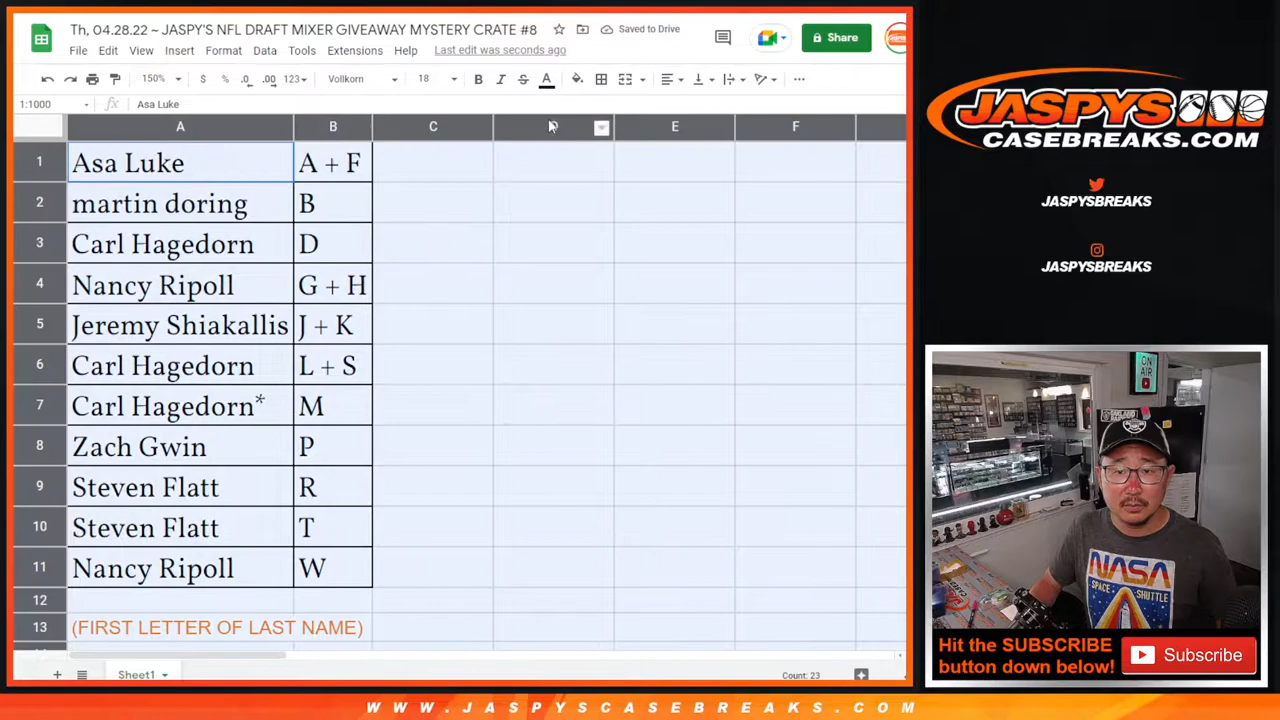 Th, 04.28.22 ~ JASPY'S NFL DRAFT MIXER GIVEAWAY MYSTERY CRATE #8
Saved to Drive
Share
File Edit View Insert Format Data Tools Extensions Help Last edit was seconds ago
150% $ % .0 .00 123 Vollkorn 18 B I S A
1:1000 fx Asa Luke
A B C D E F
1 Asa Luke A + F
2 martin doring B
3 Carl Hagedorn D
4 Nancy Ripoll G + H
5 Jeremy Shiakallis J + K
6 Carl Hagedorn L + S
7 Carl Hagedorn* M
8 Zach Gwin P
9 Steven Flatt R
10 Steven Flatt T
11 Nancy Ripoll W
12
13 (FIRST LETTER OF LAST NAME)
Sheet1
Count: 23
JASPYS
CASEBREAKS.COM
JASPYSBREAKS
JASPYSBREAKS
ON
AIR
NASA
SPACE SHUTTLE
Hit the SUBSCRIBE
button down below!
Subscribe
WWW.JASPYSCASEBREAKS.COM